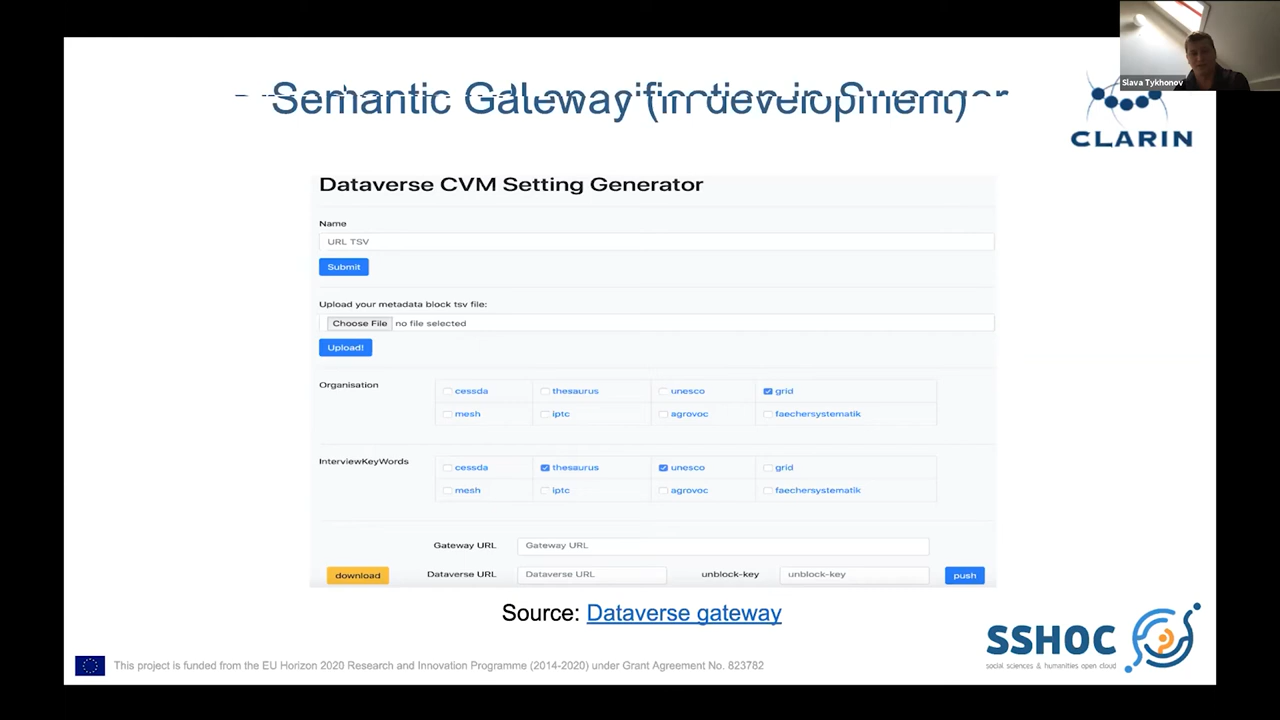 Slava Tykhonov
Semantic Gateway (in development)
CLARIN
Dataverse CVM Setting Generator
Name
URL TSV
Submit
Upload your metadata block tsv file:
Choose File no file selected
Upload!
Organisation
cessda thesaurus unesco grid
mesh iptc agrovoc faechersystematik
InterviewKeyWords
cessda thesaurus unesco grid
mesh iptc agrovoc faechersystematik
Gateway URL Gateway URL
download Dataverse URL Dataverse URL unblock-key unblock-key push
Source: Dataverse gateway
SSHOC
social sciences & humanities open cloud
This project is funded from the EU Horizon 2020 Research and Innovation Programme (2014-2020) under Grant Agreement No. 823782